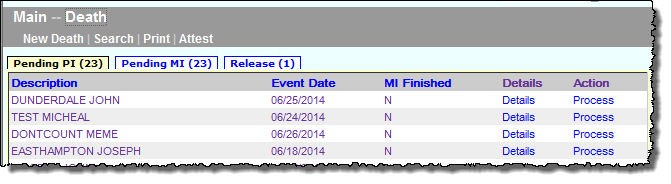 Main -- Death
New Death | Search | Print | Attest
Pending PI (23) Pending MI (23) Release (1)
Description Event Date MI Finished Details Action
DUNDERDALE JOHN 06/25/2014 N Details Process
TEST MICHEAL 06/24/2014 N Details Process
DONTCOUNT MEME 06/26/2014 N Details Process
EASTHAMPTON JOSEPH 06/18/2014 N Details Process